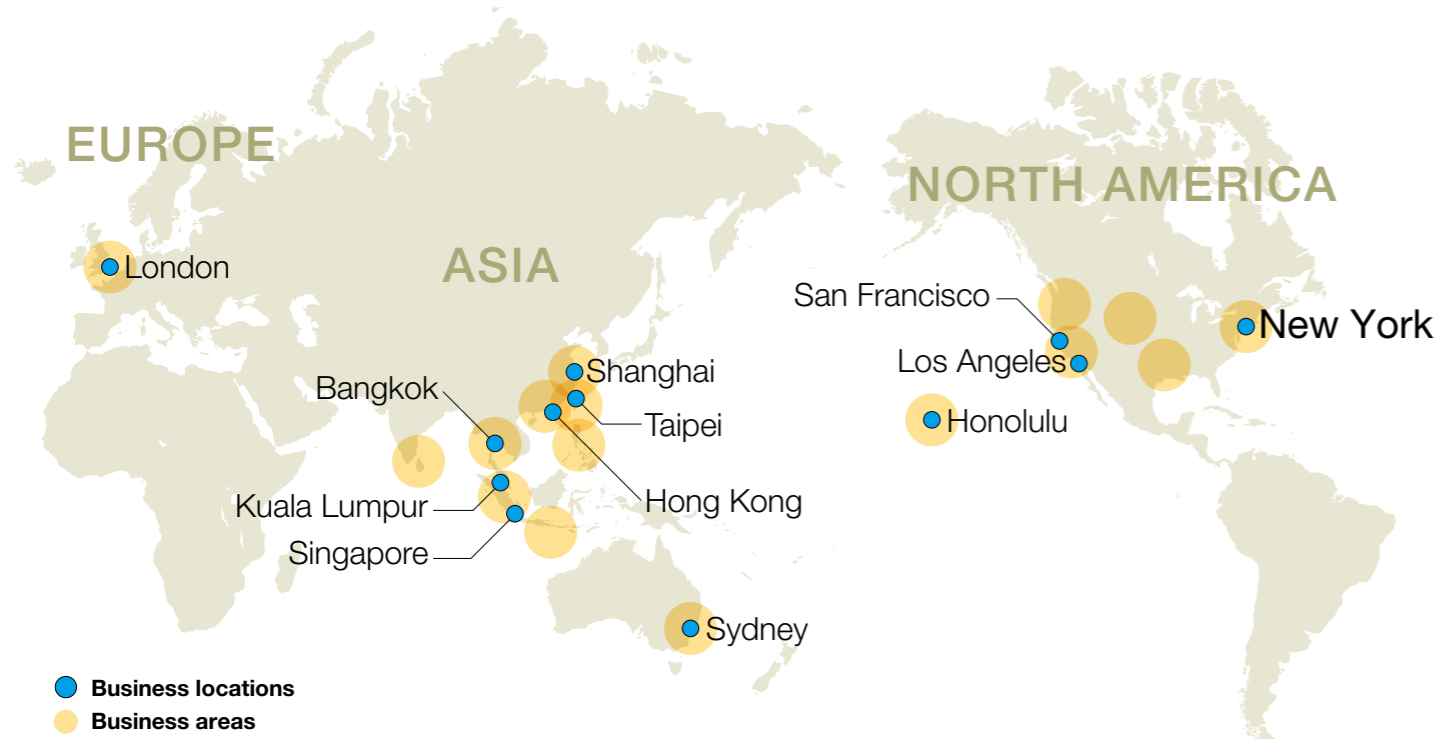 EUROPE
NORTH AMERICA
ASIA
London
San Francisco
New York
Los Angeles
Shanghai
Bangkok
Taipei
Honolulu
Kuala Lumpur
Hong Kong
Singapore
Sydney
Business locations
Business areas